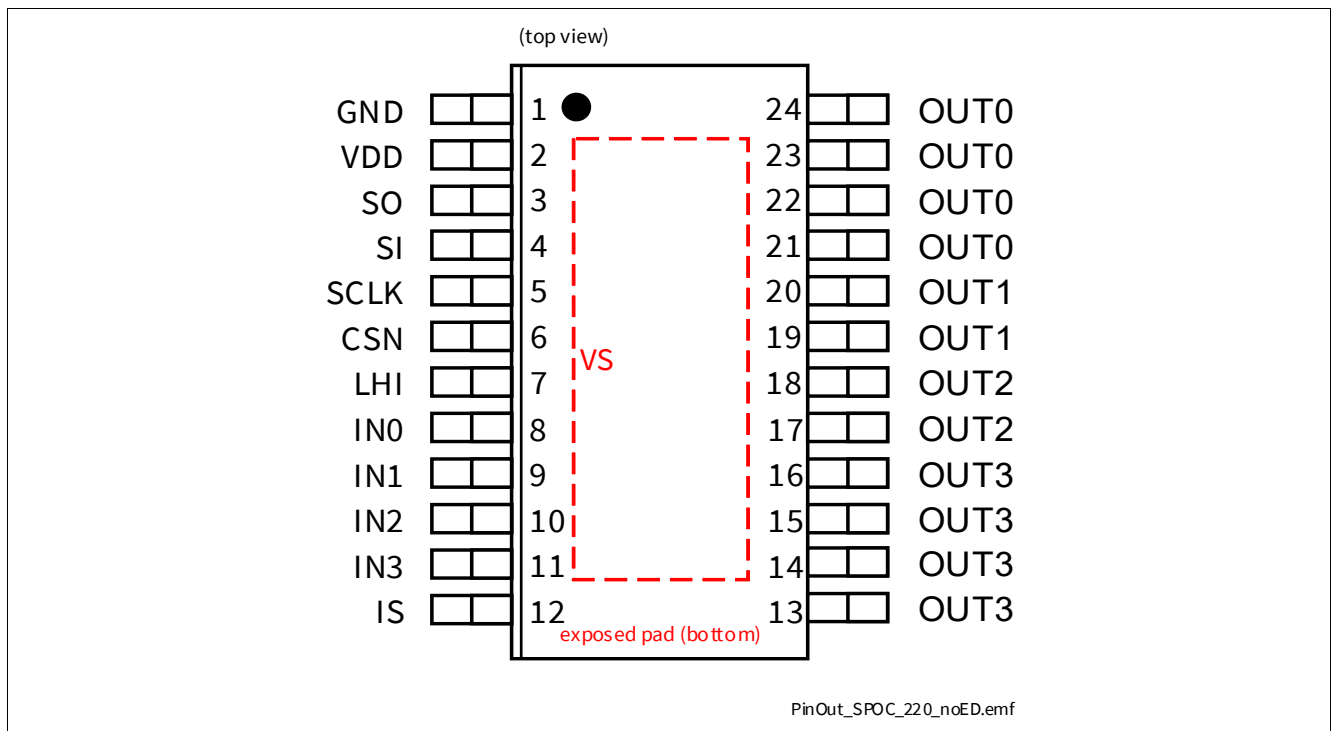 (top view)
GND 1 24 OUT0
VDD 2 23 OUT0
SO 3 22 OUT0
SI 4 21 OUT0
SCLK 5 20 OUT1
CSN 6 19 OUT1
VS
LHI 7 18 OUT2
IN0 8 17 OUT2
IN1 9 16 OUT3
IN2 10 15 OUT3
IN3 11 14 OUT3
IS 12 13 OUT3
exposed pad (bottom)
PinOut_SPOC_220_noED.emf